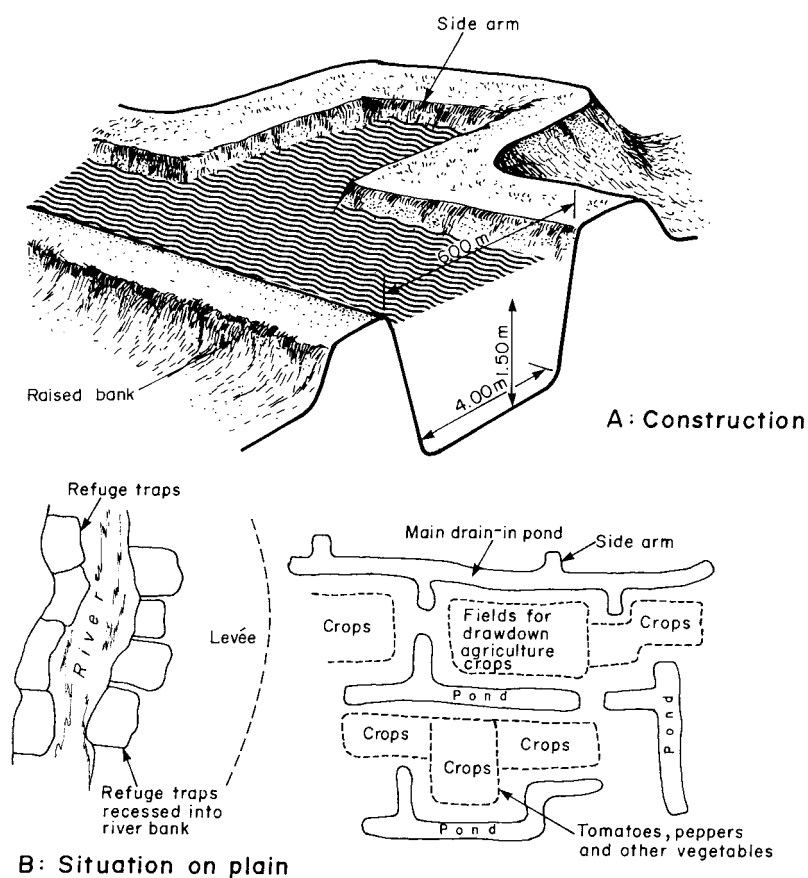 Side arm
600 m
1.50 m
4.00 m
Raised bank
A: Construction
Refuge traps
River
Levée
Refuge traps
recessed into
river bank
Main drain-in pond
Side arm
Crops
Fields for
drawdown
agriculture
crops
Crops
Pond
Pond
Crops
Crops
Crops
Pond
Tomatoes, peppers
and other vegetables
B: Situation on plain